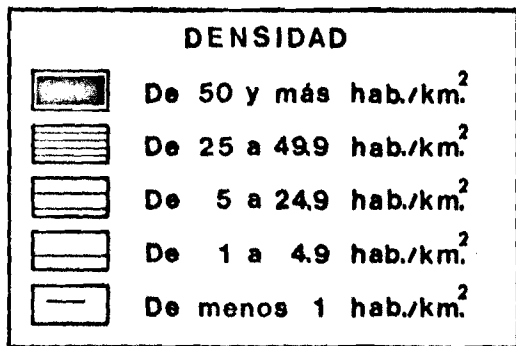 DENSIDAD
De 50 y más hab./km.²
De 25 a 49.9 hab./km.²
De 5 a 24.9 hab./km.²
De 1 a 4.9 hab./km.²
De menos 1 hab./km.²